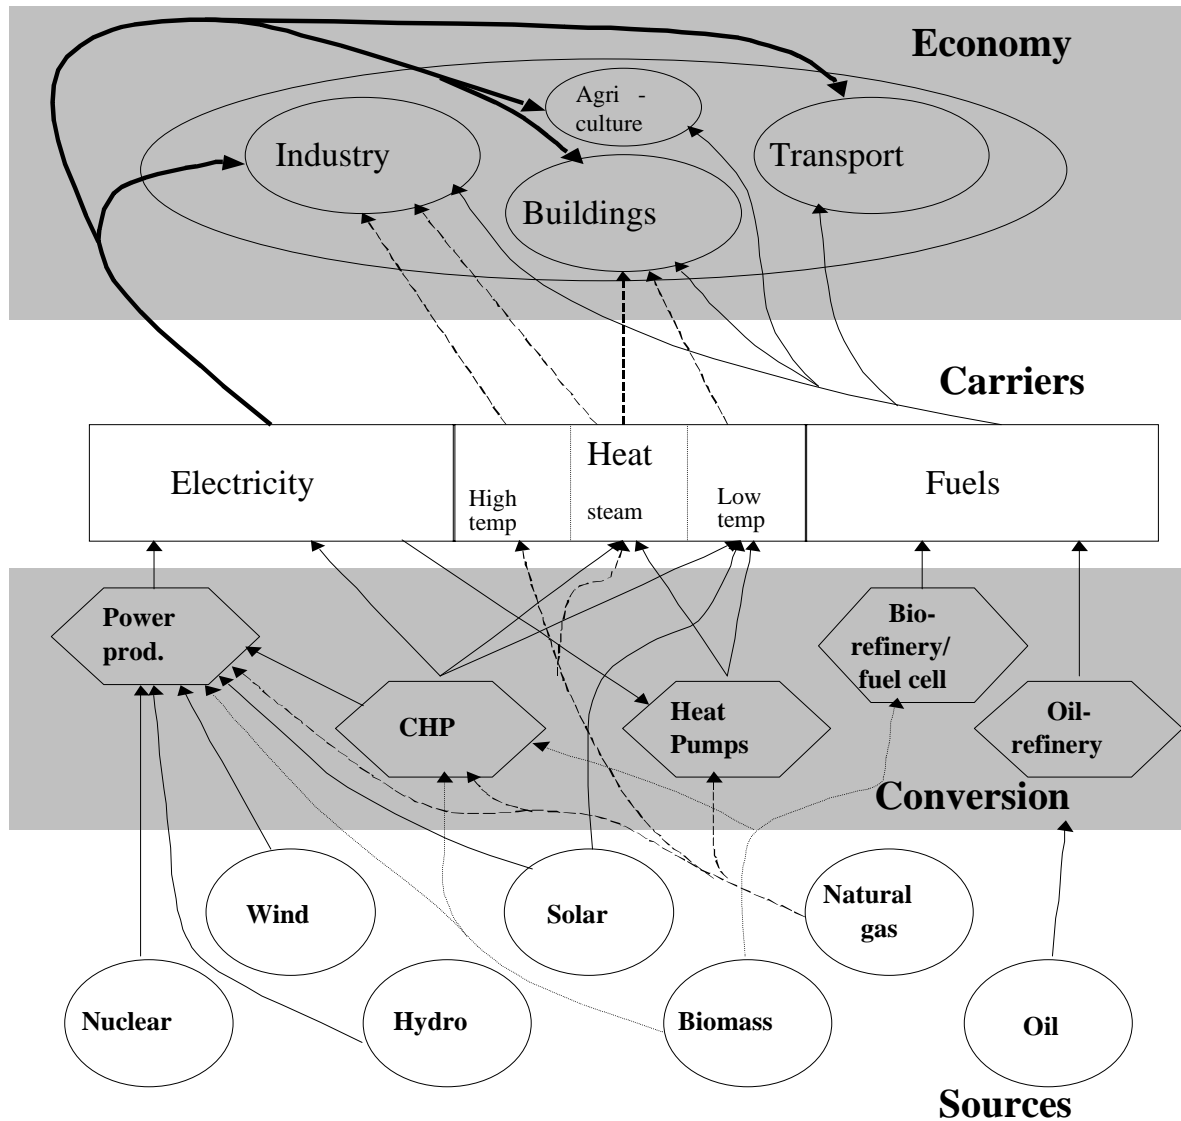 Economy
Agri -
culture
Industry
Transport
Buildings
Carriers
Electricity
Heat
High
temp
steam
Low
temp
Fuels
Power
prod.
CHP
Heat
Pumps
Bio-
refinery/
fuel cell
Oil-
refinery
Conversion
Wind
Solar
Natural
gas
Nuclear
Hydro
Biomass
Oil
Sources